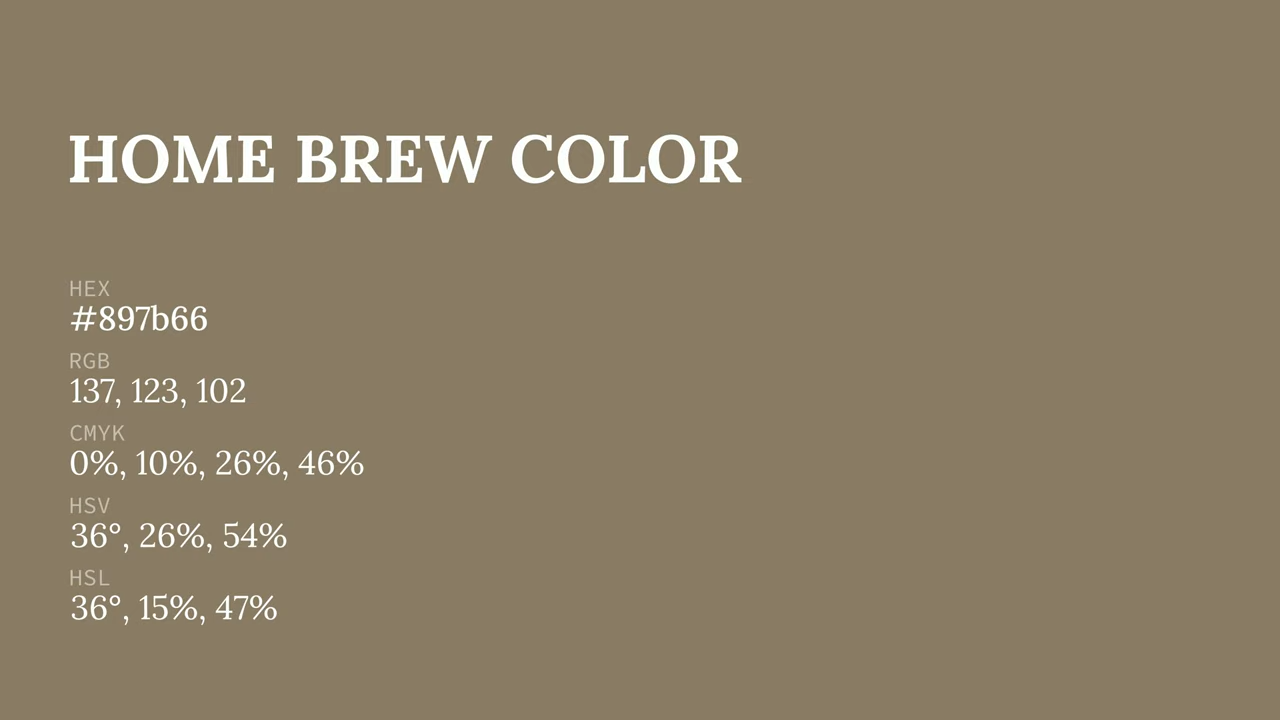 HOME BREW COLOR
HEX
#897b66
RGB
137, 123, 102
CMYK
0%, 10%, 26%, 46%
HSV
36°, 26%, 54%
HSL
36°, 15%, 47%